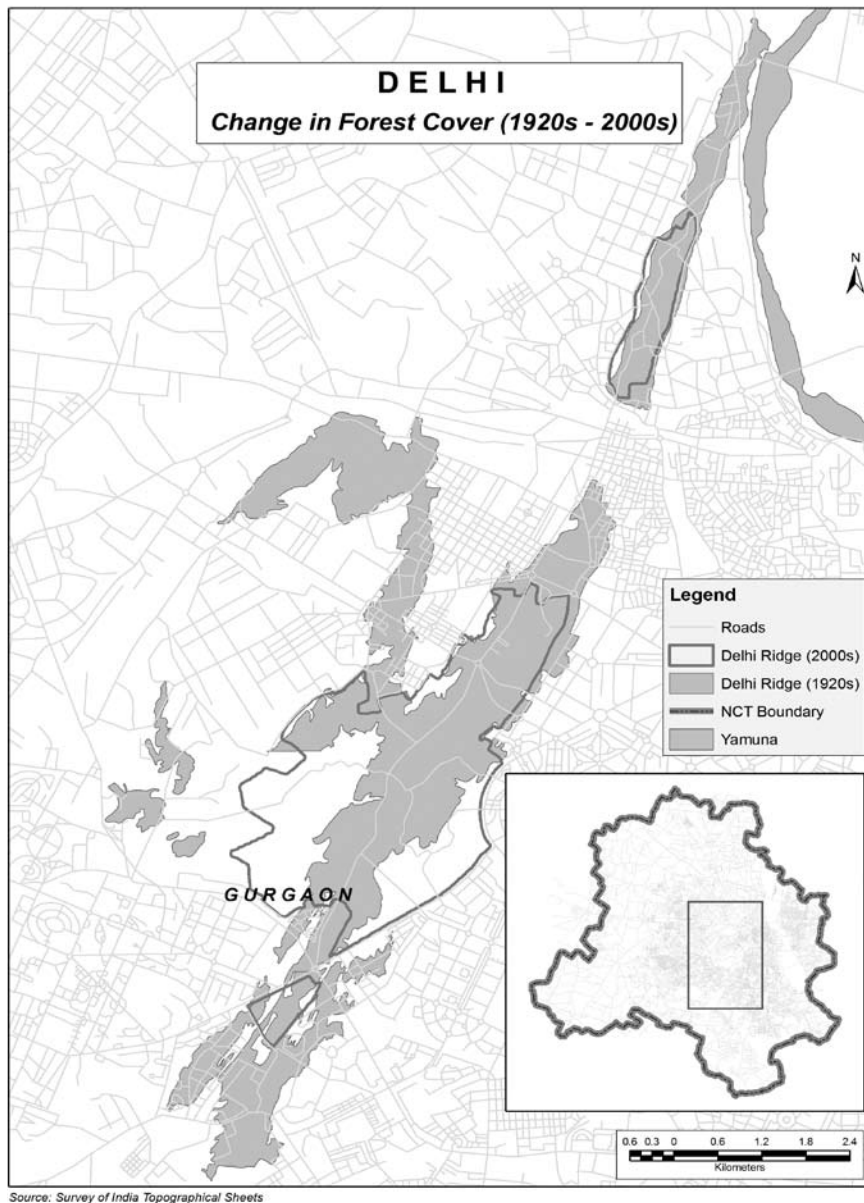 DELHI
Change in Forest Cover (1920s - 2000s)
N
Legend
Roads
Delhi Ridge (2000s)
Delhi Ridge (1920s)
NCT Boundary
Yamuna
GURGAON
0.6 0.3 0 0.6 1.2 1.8 2.4
Kilometers
Source: Survey of India Topographical Sheets